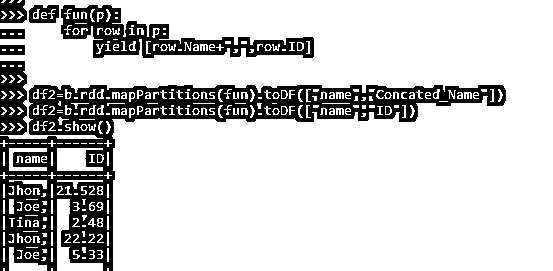 >>> def fun(p):
...     for row in p:
...         yield [row.Name+",",row.ID]
...
>>>
>>> df2=b.rdd.mapPartitions(fun).toDF(["name","Concated_Name"])
>>> df2=b.rdd.mapPartitions(fun).toDF(["name","ID"])
>>> df2.show()
+-----+------+
| name|    ID|
+-----+------+
|Jhon,|21.528|
| Joe,|  3.69|
|Tina,|  2.48|
|Jhon,| 22.22|
| Joe,|  5.33|